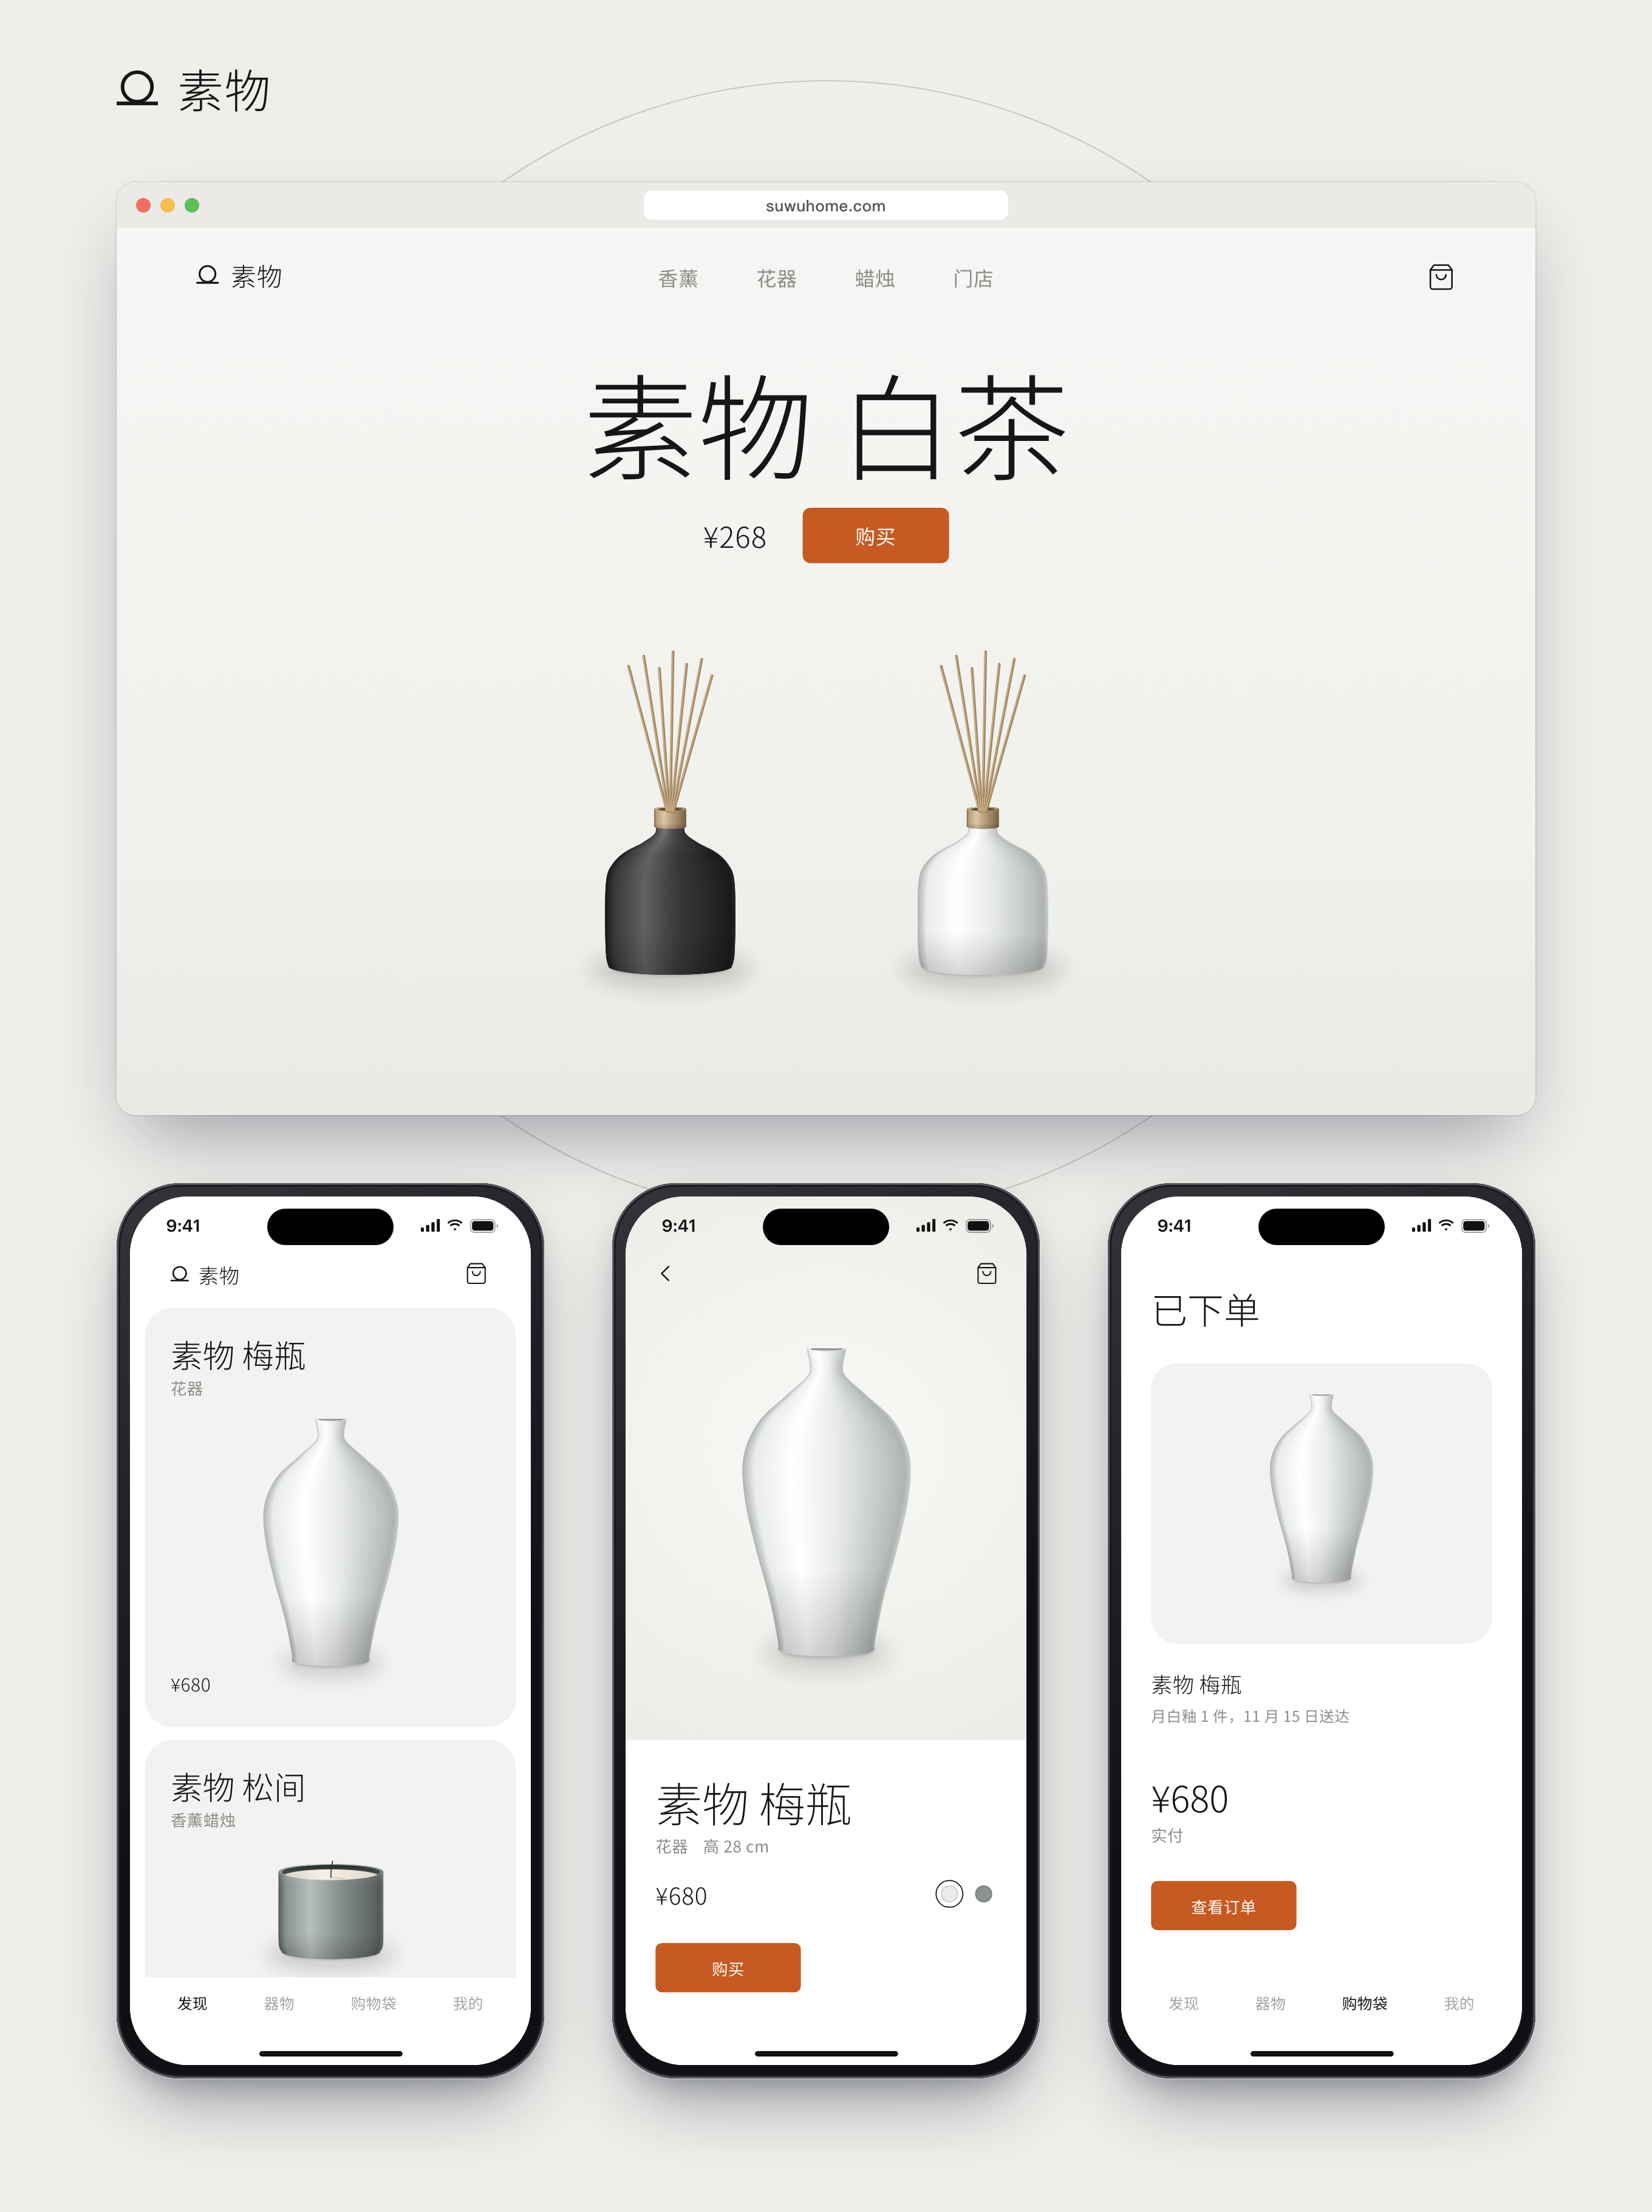 素物
suwuhome.com
素物
香薰 花器 蜡烛 门店
素物 白茶
¥268 购买
9:41
素物
素物 梅瓶
花器
¥680
素物 松间
香薰蜡烛
发现 器物 购物袋 我的
9:41
素物 梅瓶
花器 高 28 cm
¥680
购买
9:41
已下单
素物 梅瓶
月白釉 1 件，11 月 15 日送达
¥680
实付
查看订单
发现 器物 购物袋 我的